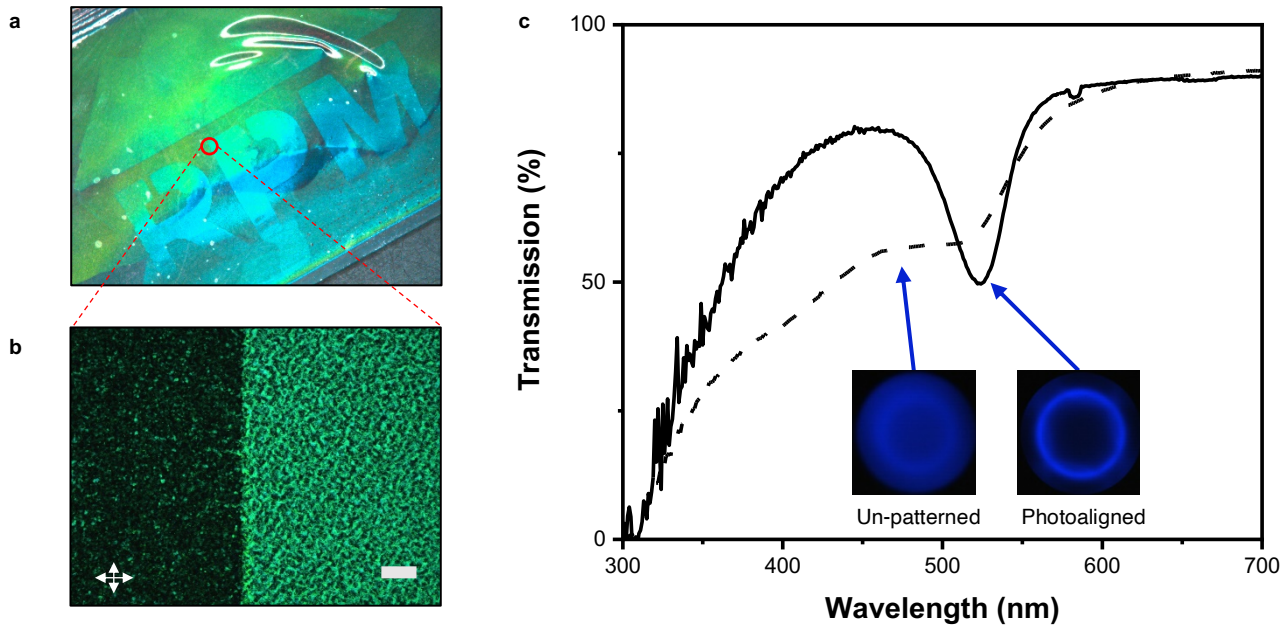 a
b
c
100
50
0
Transmission (%)
Un-patterned
Photoaligned
300
400
500
600
700
Wavelength (nm)